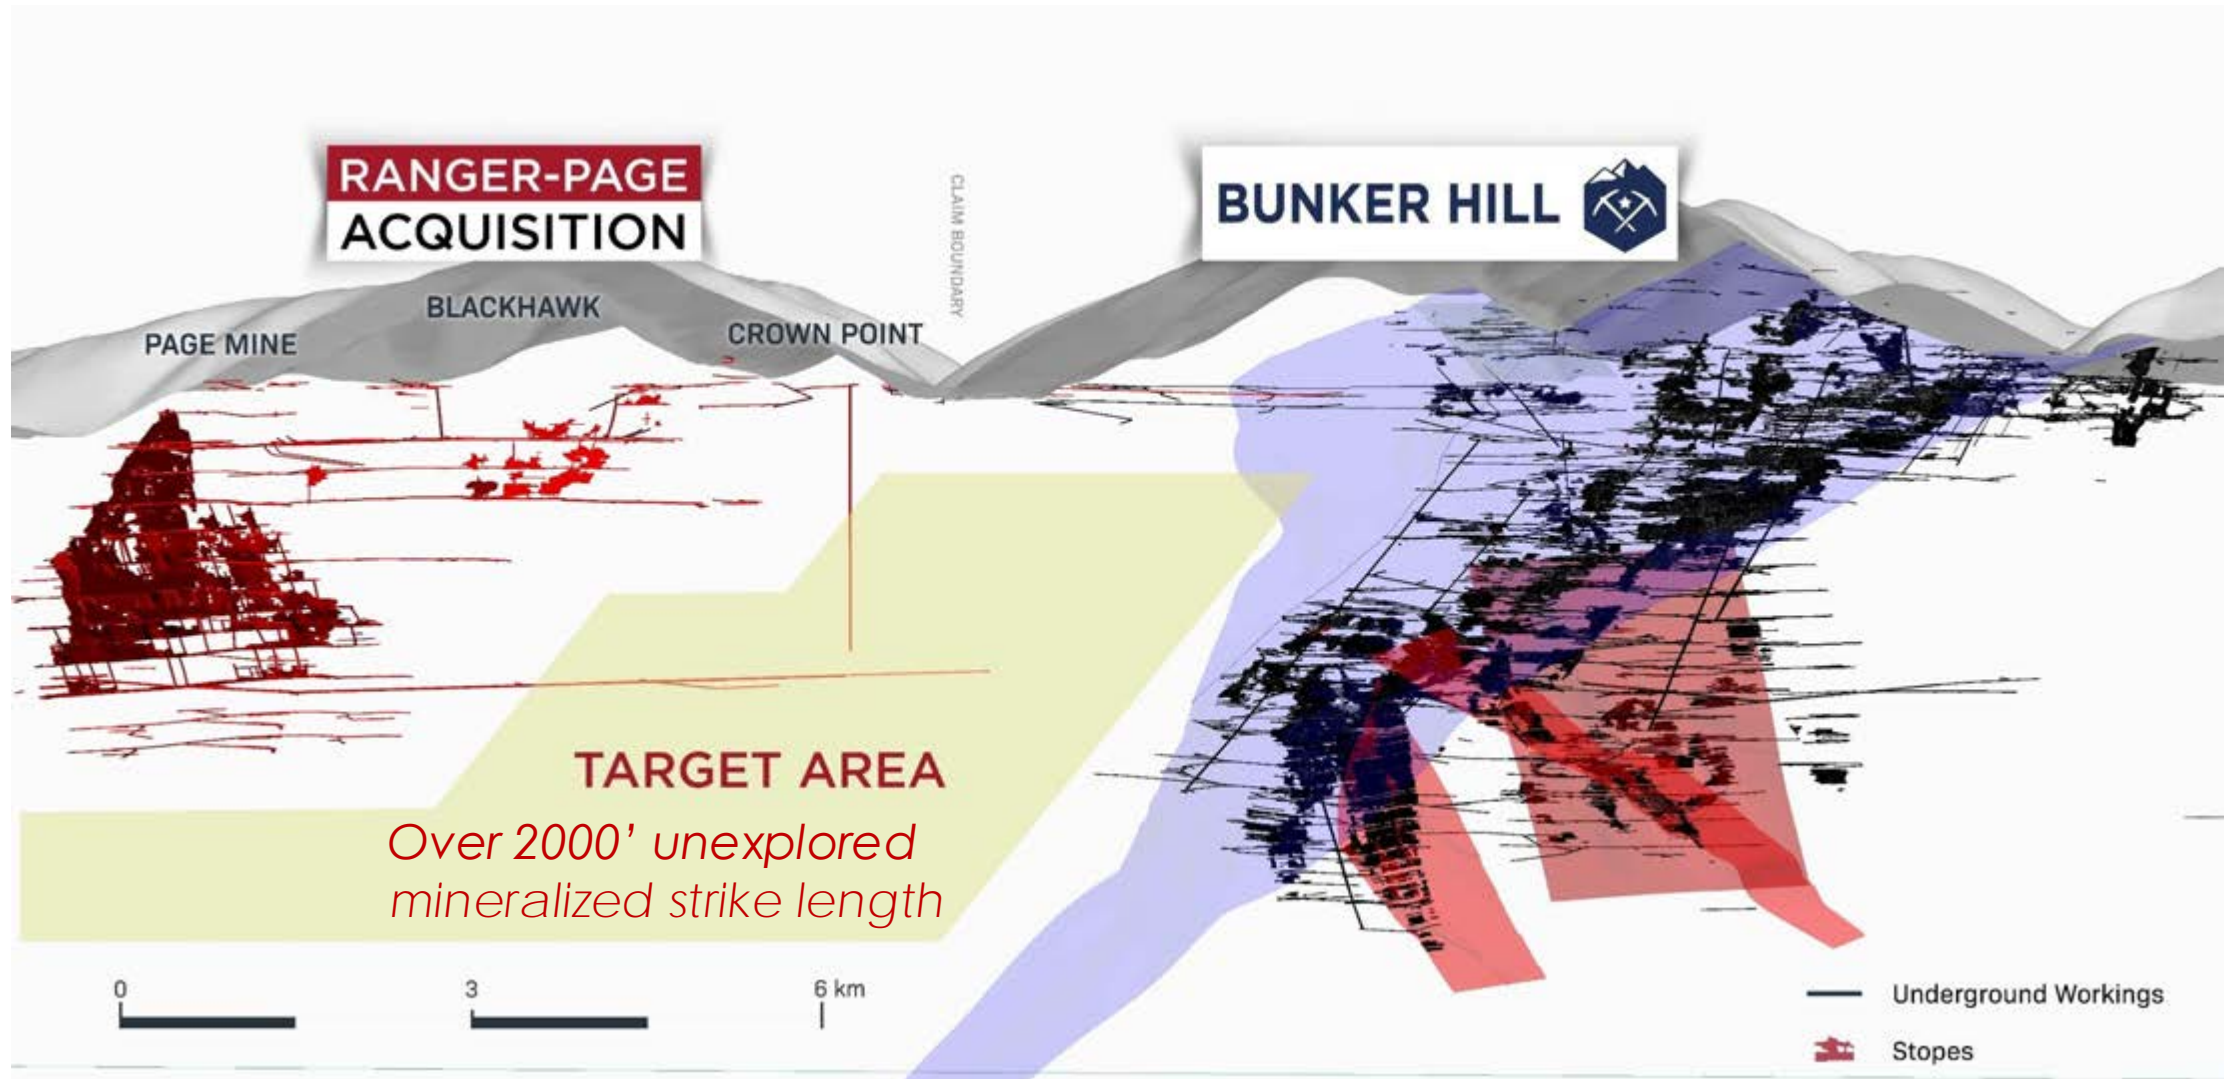 RANGER-PAGE
ACQUISITION
CLAIM BOUNDARY
BUNKER HILL
PAGE MINE
BLACKHAWK
CROWN POINT
TARGET AREA
Over 2000’ unexplored
mineralized strike length
0
3
6 km
Underground Workings
Stopes